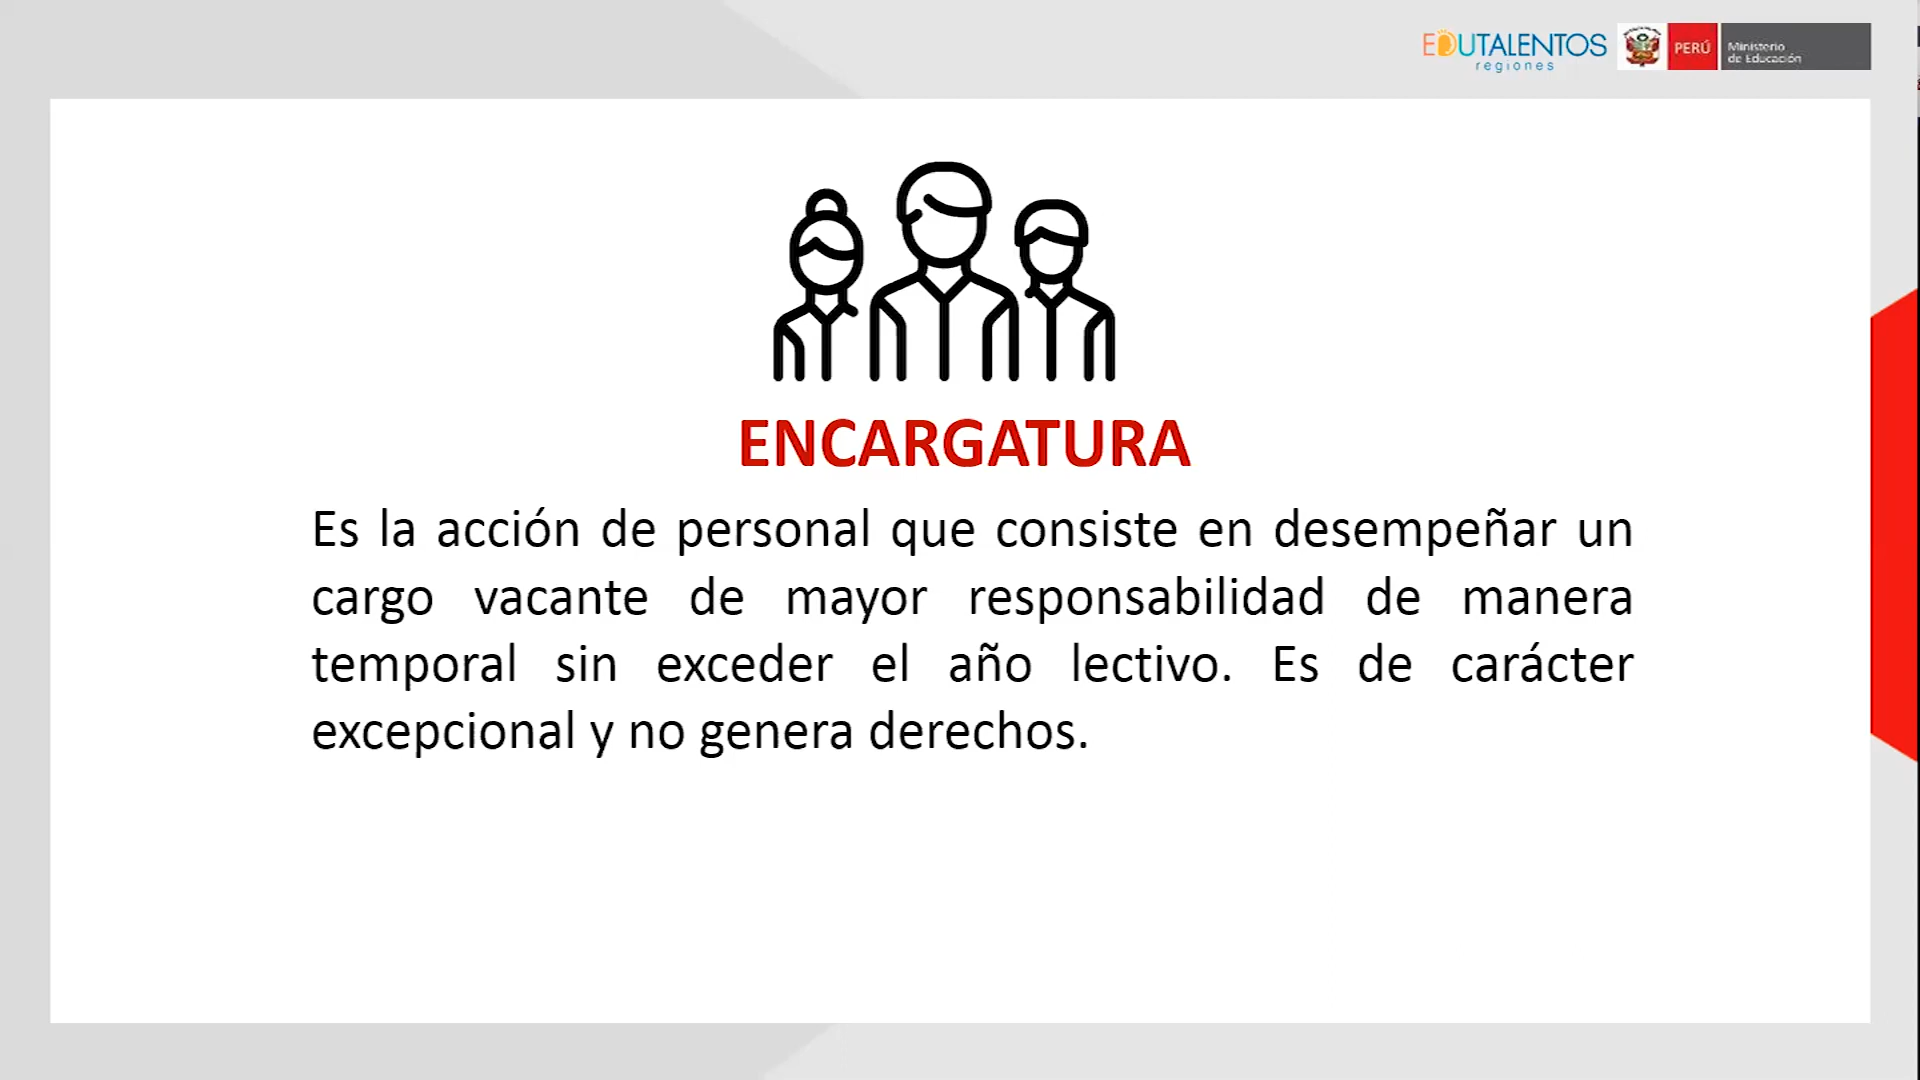 EDUTALENTOS
regiones
PERÚ
Ministerio
de Educación
ENCARGATURA
Es la acción de personal que consiste en desempeñar un
cargo vacante de mayor responsabilidad de manera
temporal sin exceder el año lectivo. Es de carácter
excepcional y no genera derechos.